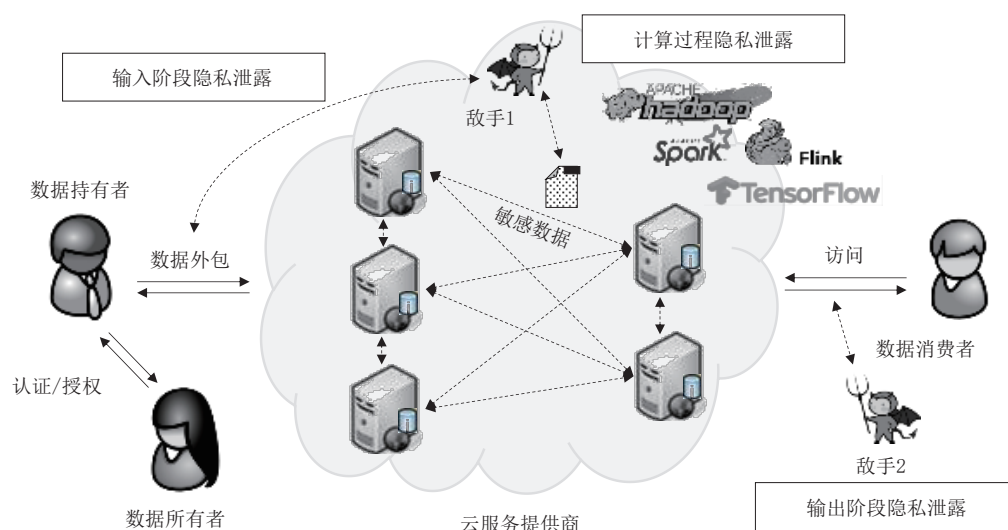 计算过程隐私泄露
输入阶段隐私泄露
敌手1
APACHE
hadoop
APACHE
Spark
Flink
TensorFlow
数据持有者
敏感数据
数据外包
访问
数据消费者
认证/授权
敌手2
数据所有者
云服务提供商
输出阶段隐私泄露